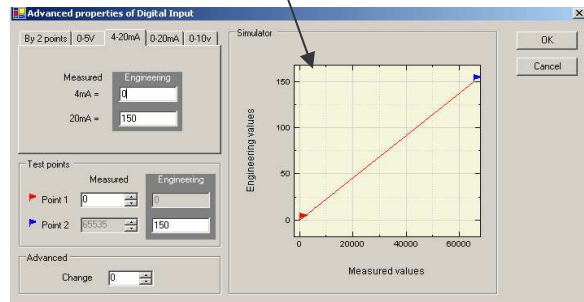 Advanced properties of Digital Input
By 2 points 0-5V 4-20mA 0-20mA 0-10v
Measured Engineering
4mA = 0
20mA = 150
Test points
Measured Engineering
Point 1 0 0
Point 2 65535 150
Advanced
Change 0
Simulator
Engineering values
150
100
50
0
0 20000 40000 60000
Measured values
OK
Cancel